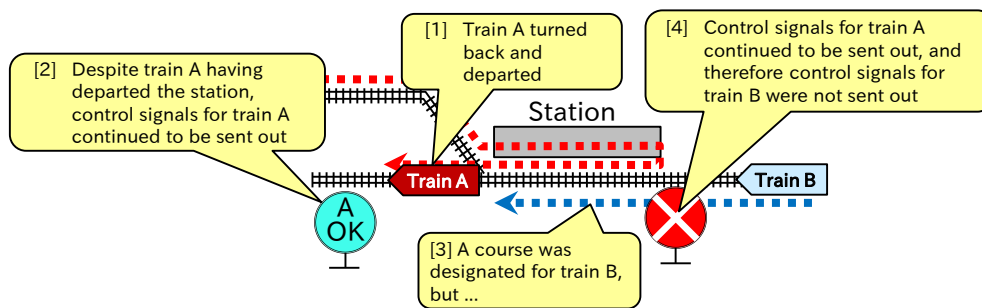 [1] Train A turned
back and
departed
[2] Despite train A having
departed the station,
control signals for train A
continued to be sent out
[4] Control signals for train A
continued to be sent out, and
therefore control signals for
train B were not sent out
Station
Train A
Train B
A
OK
[3] A course was
designated for train B,
but ...